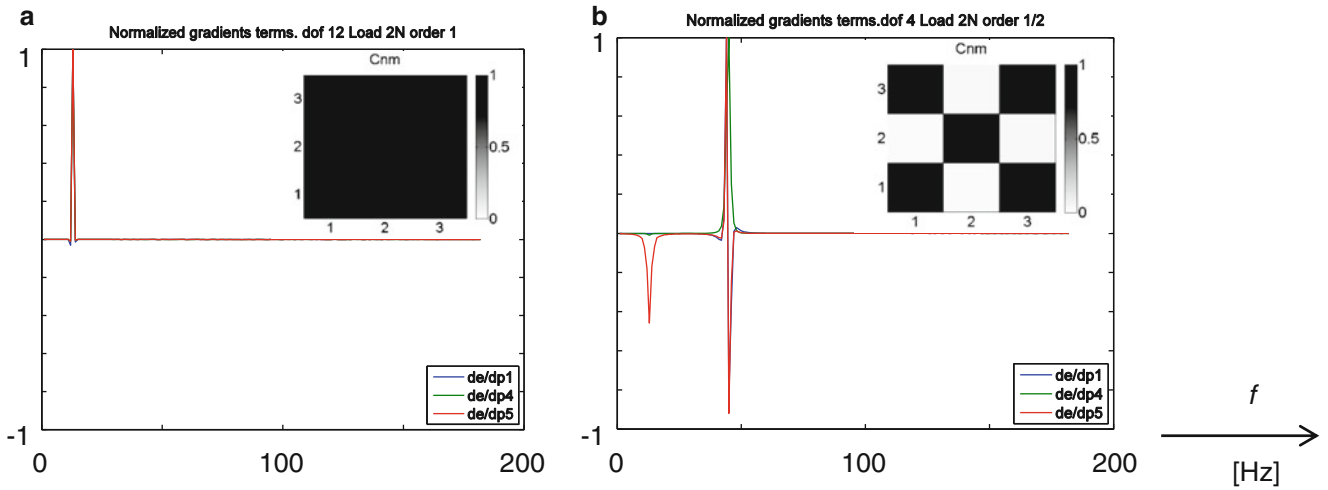 a
Normalized gradients terms. dof 12 Load 2N order 1
1
Cnm
3
2
1
1 2 3
1
0.5
0
de/dp1
de/dp4
de/dp5
-1
0 100 200
b
Normalized gradients terms.dof 4 Load 2N order 1/2
1
Cnm
3
2
1
1 2 3
1
0.5
0
de/dp1
de/dp4
de/dp5
-1
0 100 200
f
[Hz]